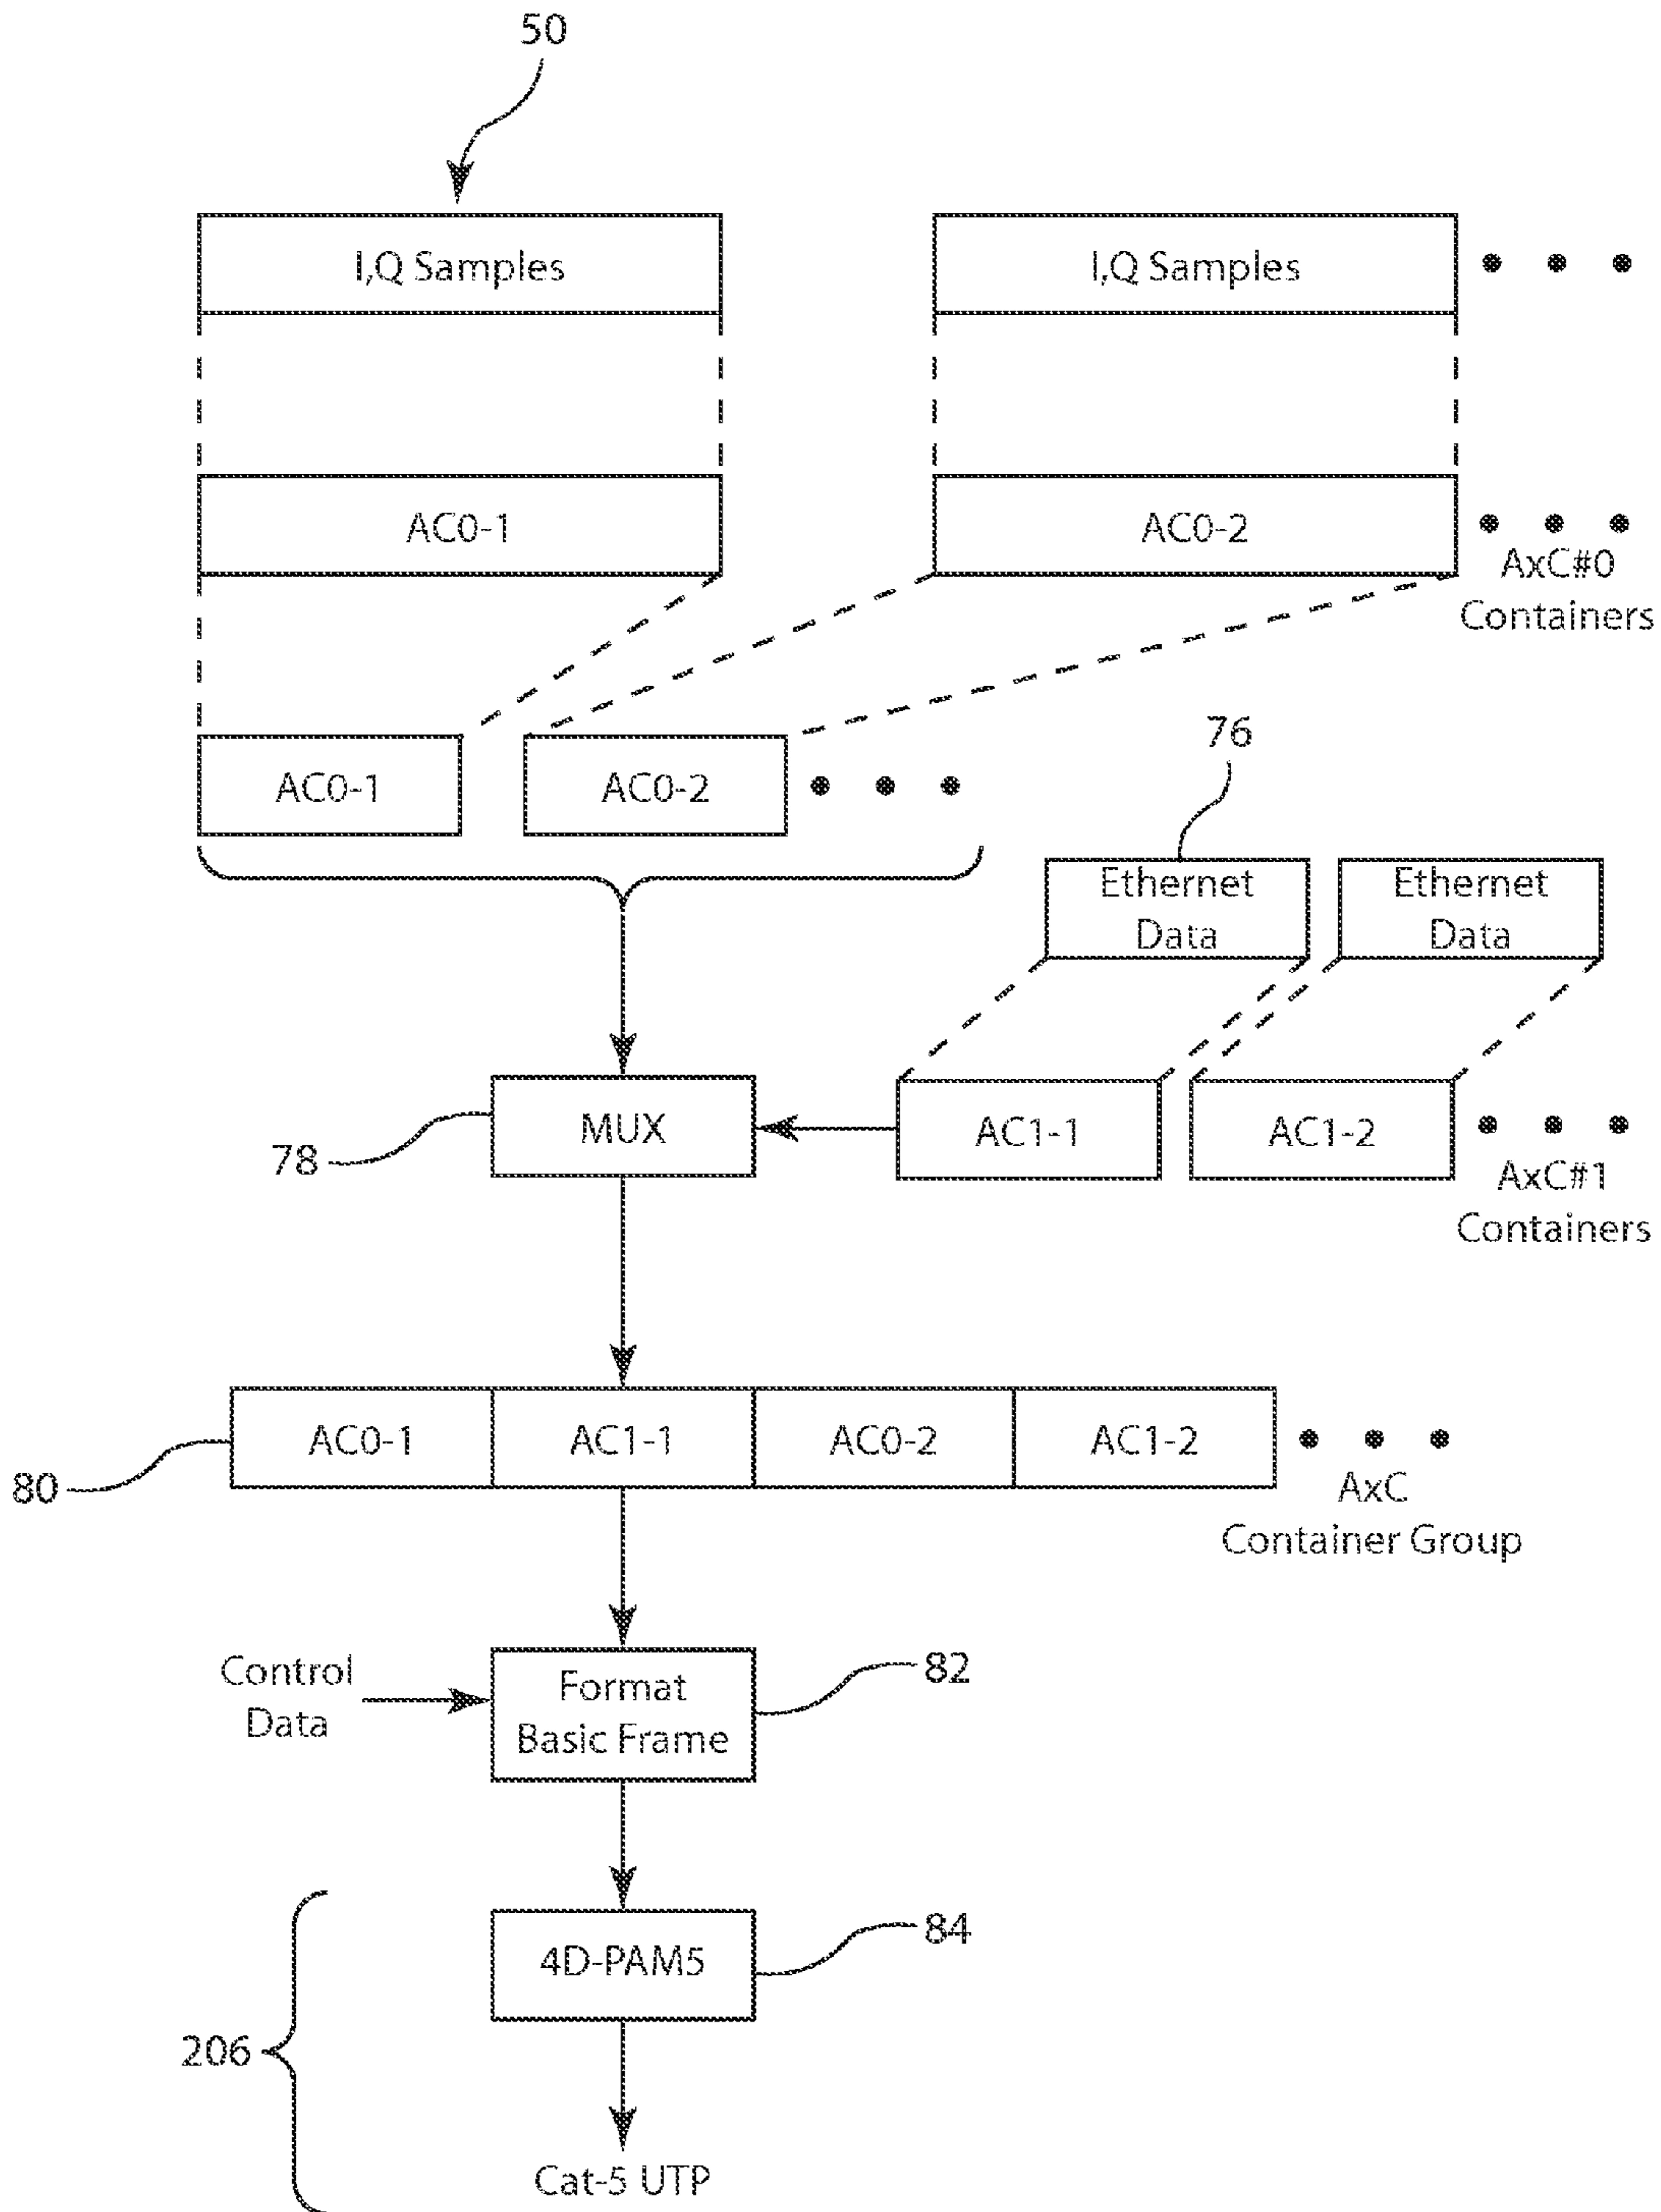 50
I,Q Samples
I,Q Samples
AC0-1
AC0-2
AxC#0
Containers
AC0-1
AC0-2
76
Ethernet
Data
Ethernet
Data
MUX
78
AC1-1
AC1-2
AxC#1
Containers
80
AC0-1
AC1-1
AC0-2
AC1-2
AxC
Container Group
Control
Data
Format
Basic Frame
82
4D-PAM5
84
206
Cat-5 UTP